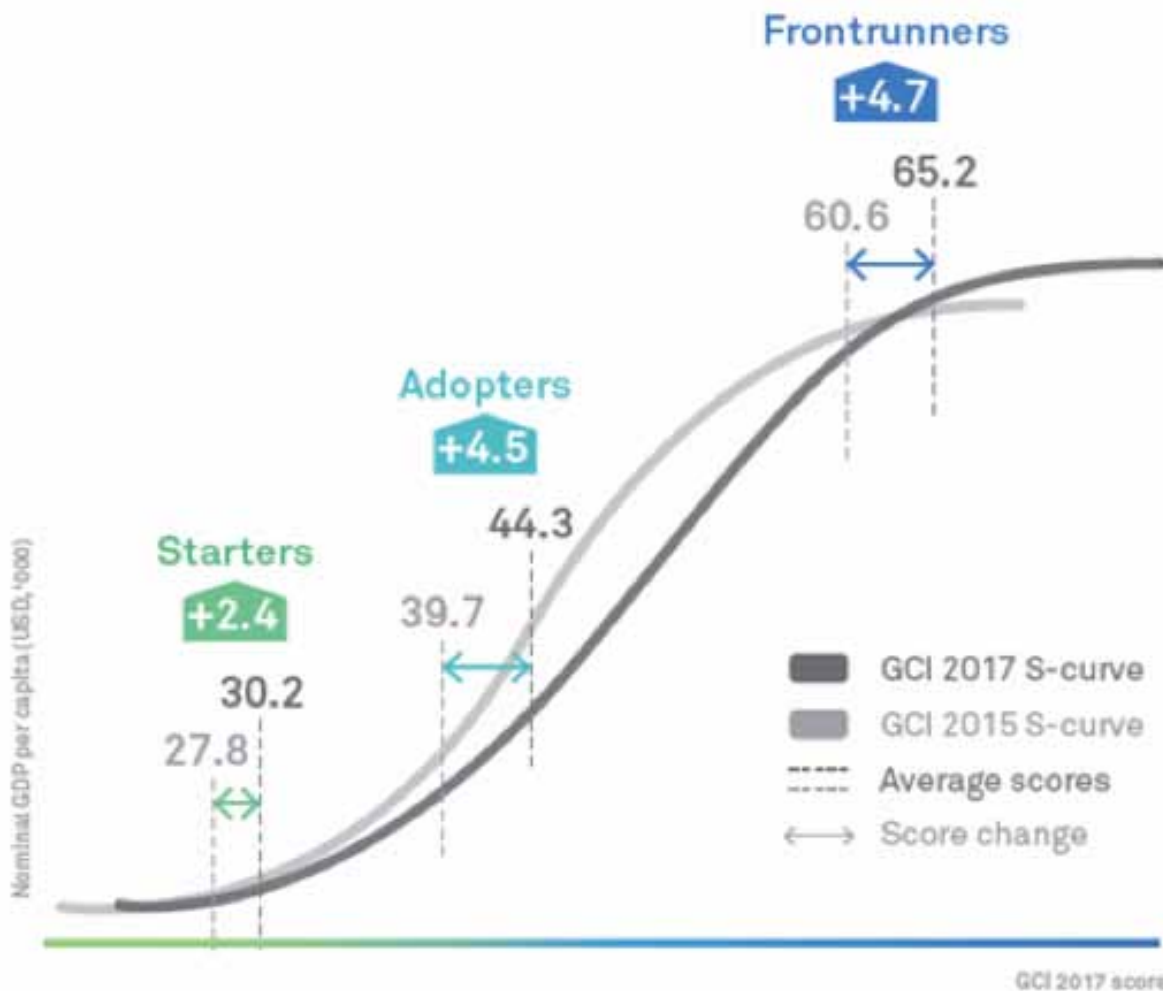 Frontrunners
+4.7
65.2
60.6
Adopters
+4.5
44.3
39.7
Starters
+2.4
30.2
27.8
Nominal GDP per capita (USD,'000)
GCI 2017 S-curve
GCI 2015 S-curve
Average scores
Score change
GCI 2017 score